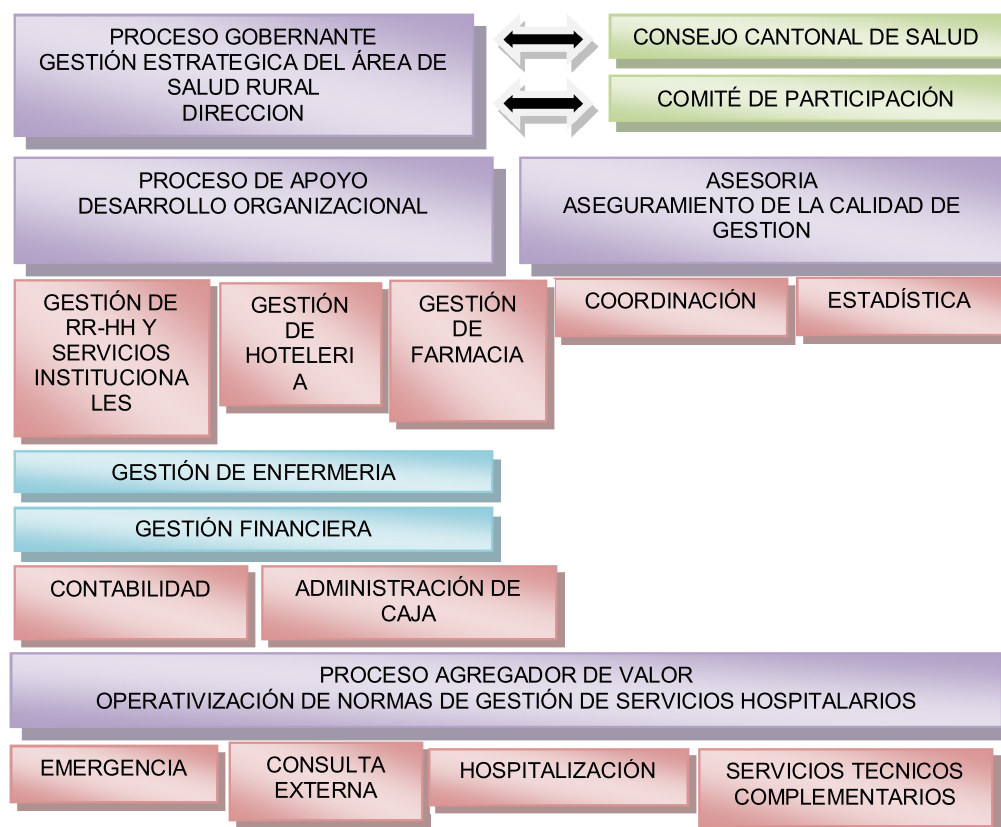 PROCESO GOBERNANTE
GESTIÓN ESTRATEGICA DEL ÁREA DE
SALUD RURAL
DIRECCION
CONSEJO CANTONAL DE SALUD
COMITÉ DE PARTICIPACIÓN
PROCESO DE APOYO
DESARROLLO ORGANIZACIONAL
ASESORIA
ASEGURAMIENTO DE LA CALIDAD DE
GESTION
GESTIÓN DE
RR-HH Y
SERVICIOS
INSTITUCIONA
LES
GESTIÓN
DE
HOTELERI
A
GESTIÓN
DE
FARMACIA
COORDINACIÓN
ESTADÍSTICA
GESTIÓN DE ENFERMERIA
GESTIÓN FINANCIERA
CONTABILIDAD
ADMINISTRACIÓN DE
CAJA
PROCESO AGREGADOR DE VALOR
OPERATIVIZACIÓN DE NORMAS DE GESTIÓN DE SERVICIOS HOSPITALARIOS
EMERGENCIA
CONSULTA
EXTERNA
HOSPITALIZACIÓN
SERVICIOS TECNICOS
COMPLEMENTARIOS